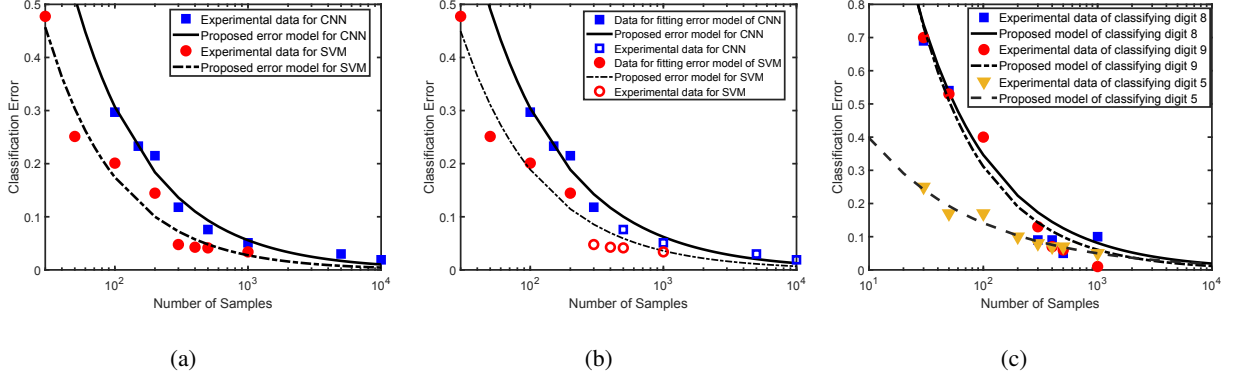 0.5
0.4
0.3
0.2
0.1
0
Classification Error
10^2
10^3
10^4
Number of Samples
Experimental data for CNN
Proposed error model for CNN
Experimental data for SVM
Proposed error model for SVM
(a)
0.5
0.4
0.3
0.2
0.1
0
Classification Error
10^2
10^3
10^4
Number of Samples
Data for fitting error model of CNN
Proposed error model for CNN
Experimental data for CNN
Data for fitting error model of SVM
Proposed error model for SVM
Experimental data for SVM
(b)
0.8
0.7
0.6
0.5
0.4
0.3
0.2
0.1
0
Classification Error
10^1
10^2
10^3
10^4
Number of Samples
Experimental data of classifying digit 8
Proposed model of classifying digit 8
Experimental data of classifying digit 9
Proposed model of classifying digit 9
Experimental data of classifying digit 5
Proposed model of classifying digit 5
(c)